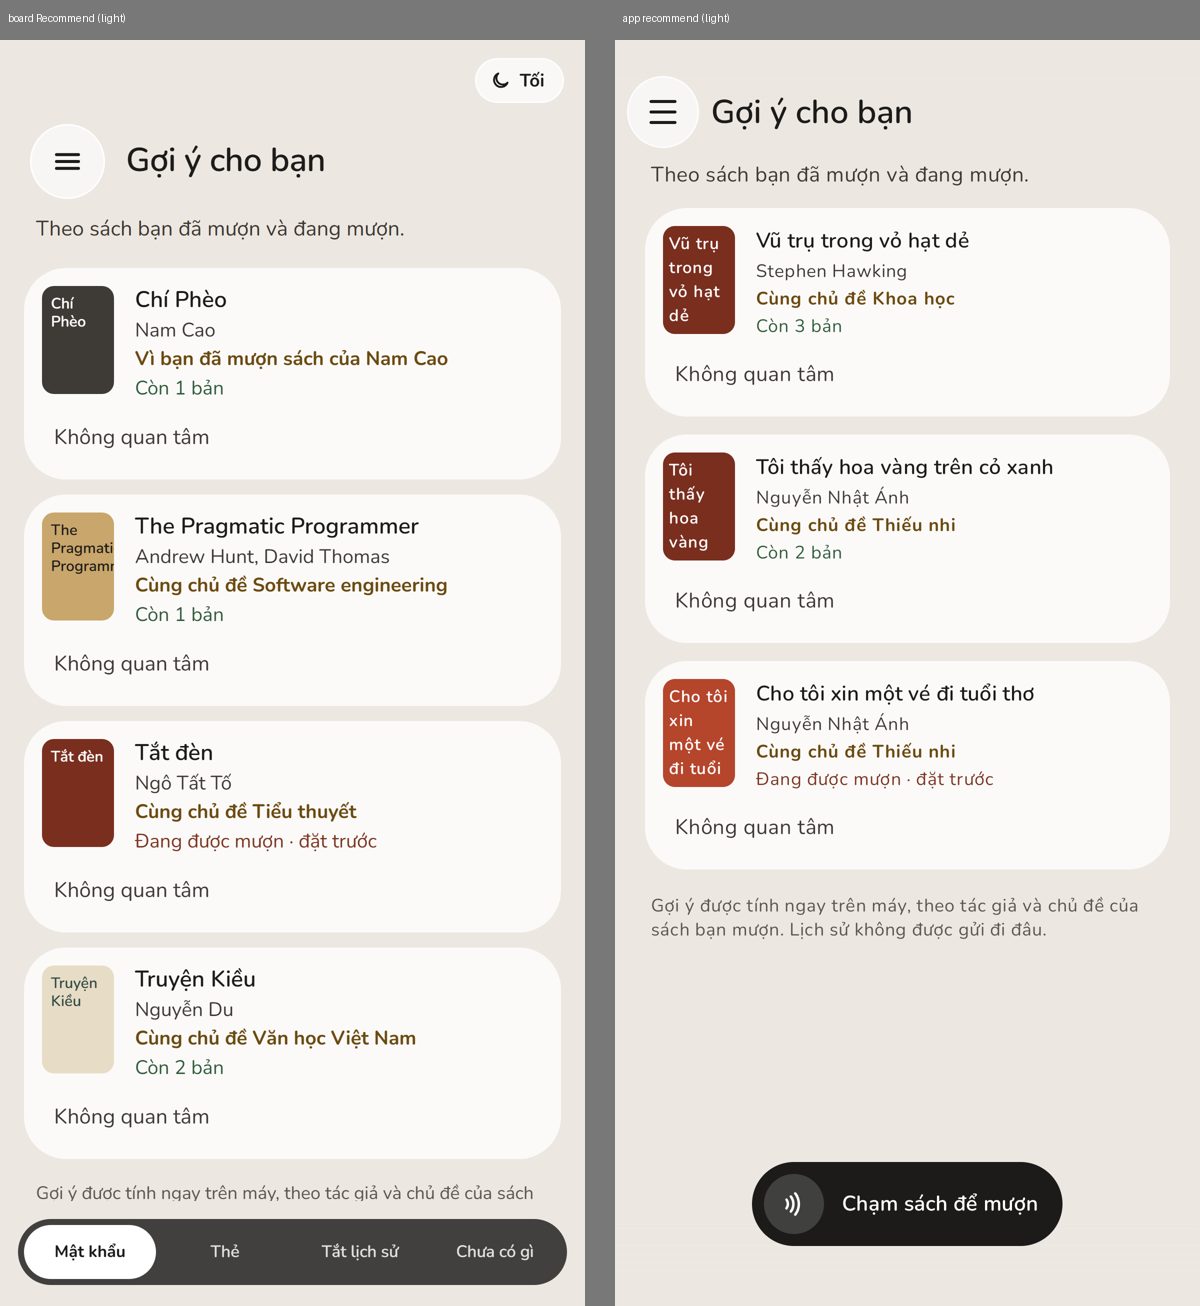 board Recommend (light)
Tối
Gợi ý cho bạn
Theo sách bạn đã mượn và đang mượn.
Chí
Phèo
Chí Phèo
Nam Cao
Vì bạn đã mượn sách của Nam Cao
Còn 1 bản
Không quan tâm
The
Pragmati
Programr
The Pragmatic Programmer
Andrew Hunt, David Thomas
Cùng chủ đề Software engineering
Còn 1 bản
Không quan tâm
Tắt đèn
Tắt đèn
Ngô Tất Tố
Cùng chủ đề Tiểu thuyết
Đang được mượn · đặt trước
Không quan tâm
Truyện
Kiều
Truyện Kiều
Nguyễn Du
Cùng chủ đề Văn học Việt Nam
Còn 2 bản
Không quan tâm
Gợi ý được tính ngay trên máy, theo tác giả và chủ đề của sách
Mật khẩu
Thẻ
Tắt lịch sử
Chưa có gì
app recommend (light)
Gợi ý cho bạn
Theo sách bạn đã mượn và đang mượn.
Vũ trụ
trong
vỏ hạt
dẻ
Vũ trụ trong vỏ hạt dẻ
Stephen Hawking
Cùng chủ đề Khoa học
Còn 3 bản
Không quan tâm
Tôi
thấy
hoa
vàng
Tôi thấy hoa vàng trên cỏ xanh
Nguyễn Nhật Ánh
Cùng chủ đề Thiếu nhi
Còn 2 bản
Không quan tâm
Cho tôi
xin
một vé
đi tuổi
Cho tôi xin một vé đi tuổi thơ
Nguyễn Nhật Ánh
Cùng chủ đề Thiếu nhi
Đang được mượn · đặt trước
Không quan tâm
Gợi ý được tính ngay trên máy, theo tác giả và chủ đề của
sách bạn mượn. Lịch sử không được gửi đi đâu.
Chạm sách để mượn